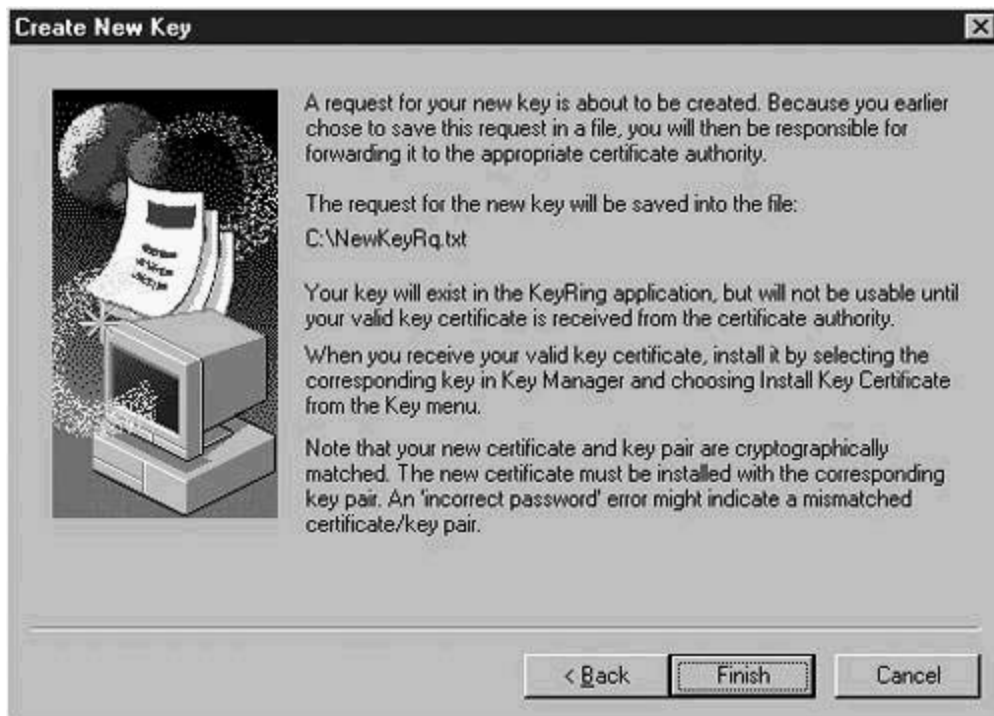 Create New Key
A request for your new key is about to be created. Because you earlier
chose to save this request in a file, you will then be responsible for
forwarding it to the appropriate certificate authority.
The request for the new key will be saved into the file:
C:\NewKeyRq.txt
Your key will exist in the KeyRing application, but will not be usable until
your valid key certificate is received from the certificate authority.
When you receive your valid key certificate, install it by selecting the
corresponding key in Key Manager and choosing Install Key Certificate
from the Key menu.
Note that your new certificate and key pair are cryptographically
matched. The new certificate must be installed with the corresponding
key pair. An 'incorrect password' error might indicate a mismatched
certificate/key pair.
< Back Finish Cancel